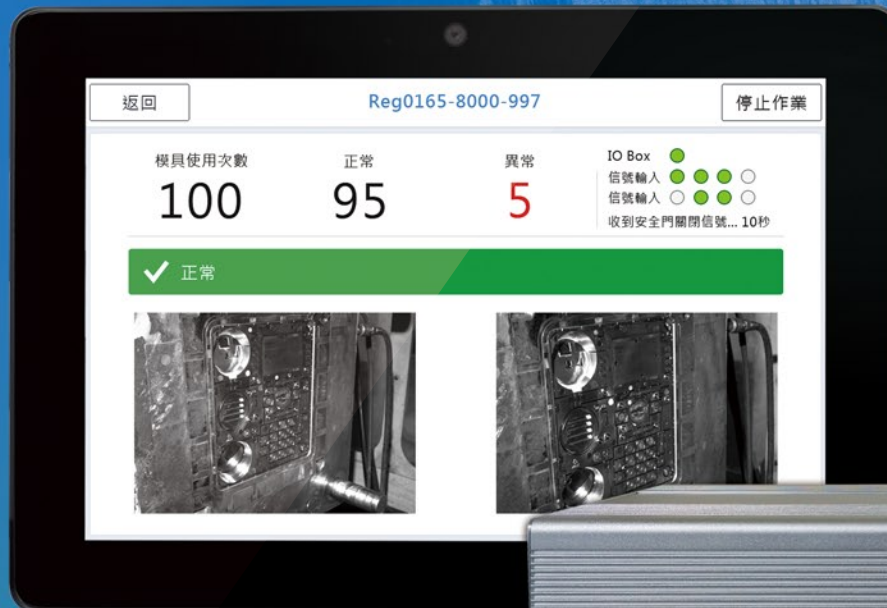 返回
Reg0165-8000-997
停止作業
模具使用次數
正常
異常
100
95
5
IO Box
信號輸入
信號輸入
收到安全門關閉信號... 10秒
正常